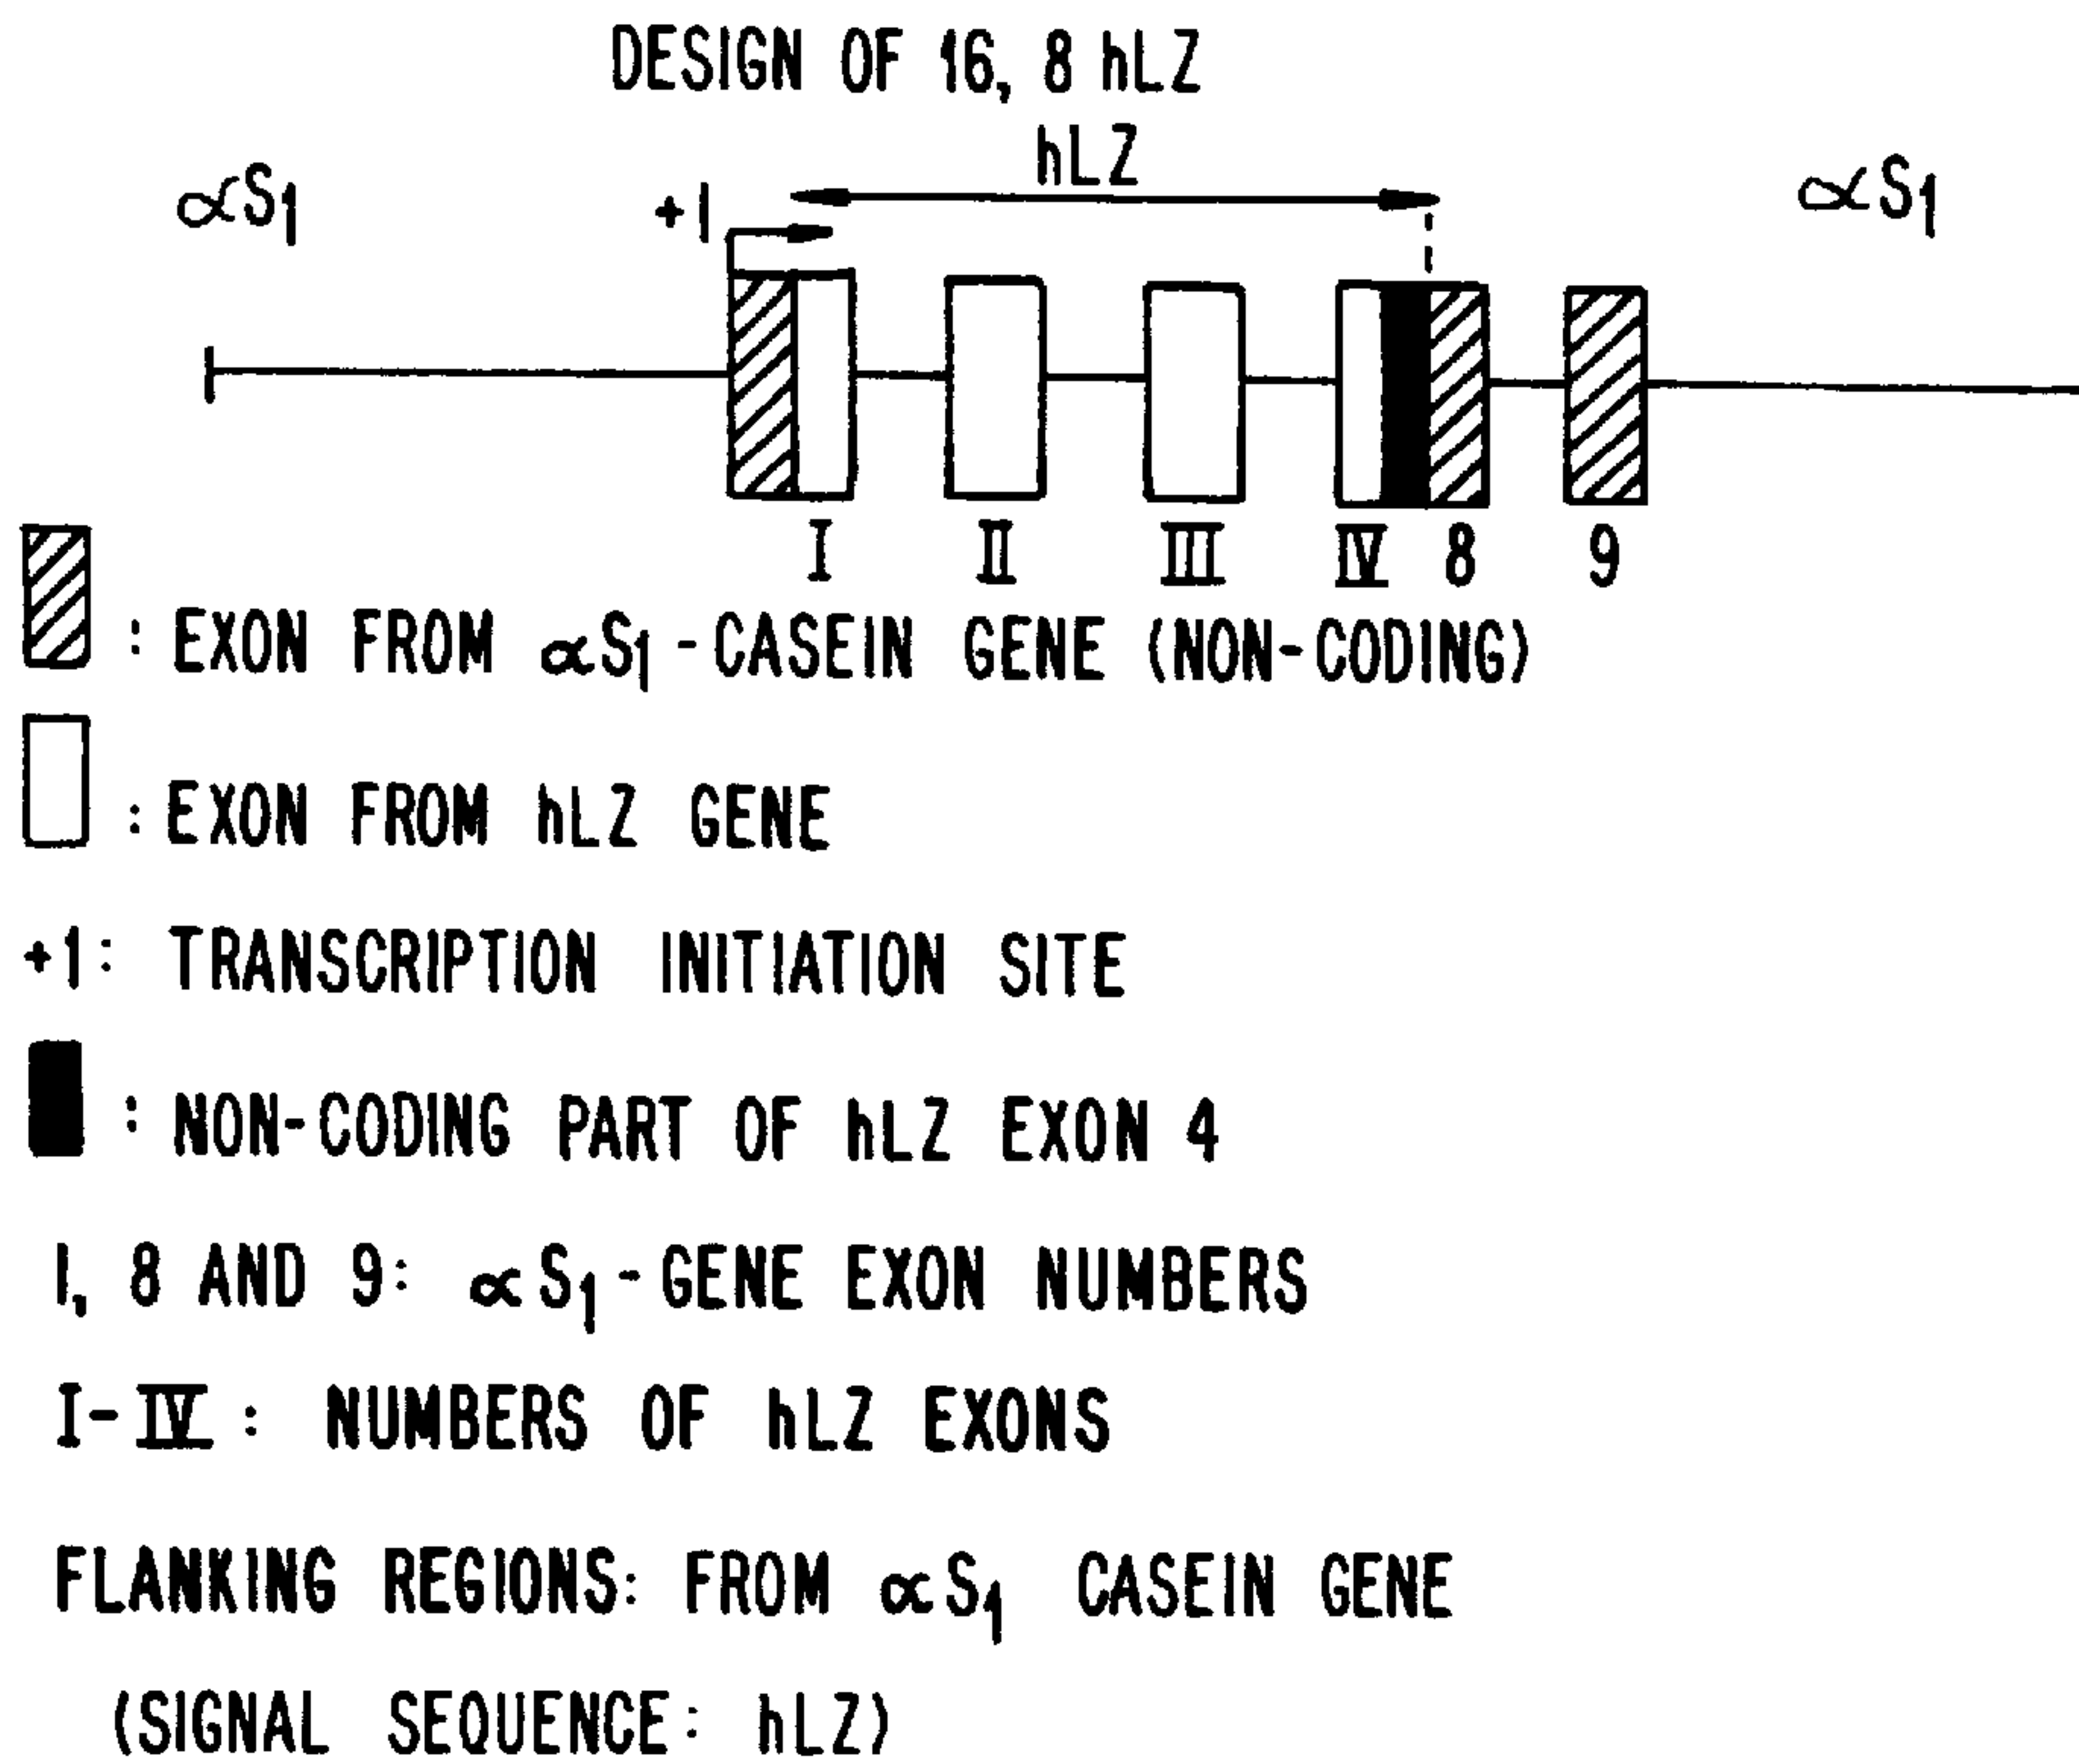 DESIGN OF 16, 8 hLZ
hLZ
αS1 +1 αS1
I II III IV 8 9
: EXON FROM αS1-CASEIN GENE (NON-CODING)
: EXON FROM hLZ GENE
+1: TRANSCRIPTION INITIATION SITE
: NON-CODING PART OF hLZ EXON 4
I, 8 AND 9: αS1-GENE EXON NUMBERS
I-IV: NUMBERS OF hLZ EXONS
FLANKING REGIONS: FROM αS1 CASEIN GENE
(SIGNAL SEQUENCE: hLZ)